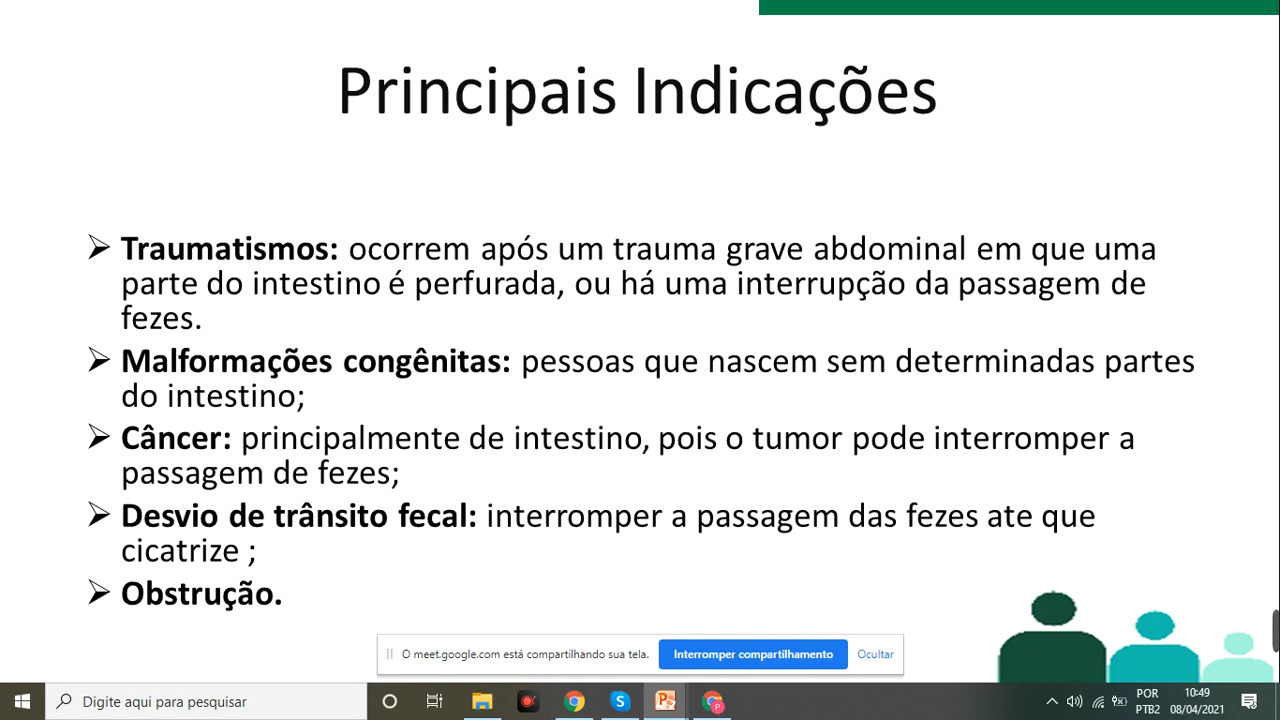 Principais Indicações
Traumatismos: ocorrem após um trauma grave abdominal em que uma
parte do intestino é perfurada, ou há uma interrupção da passagem de
fezes.
Malformações congênitas: pessoas que nascem sem determinadas partes
do intestino;
Câncer: principalmente de intestino, pois o tumor pode interromper a
passagem de fezes;
Desvio de trânsito fecal: interromper a passagem das fezes ate que
cicatrize ;
Obstrução.
O meet.google.com está compartilhando sua tela.
Interromper compartilhamento
Ocultar
Digite aqui para pesquisar
POR
PTB2
10:49
08/04/2021